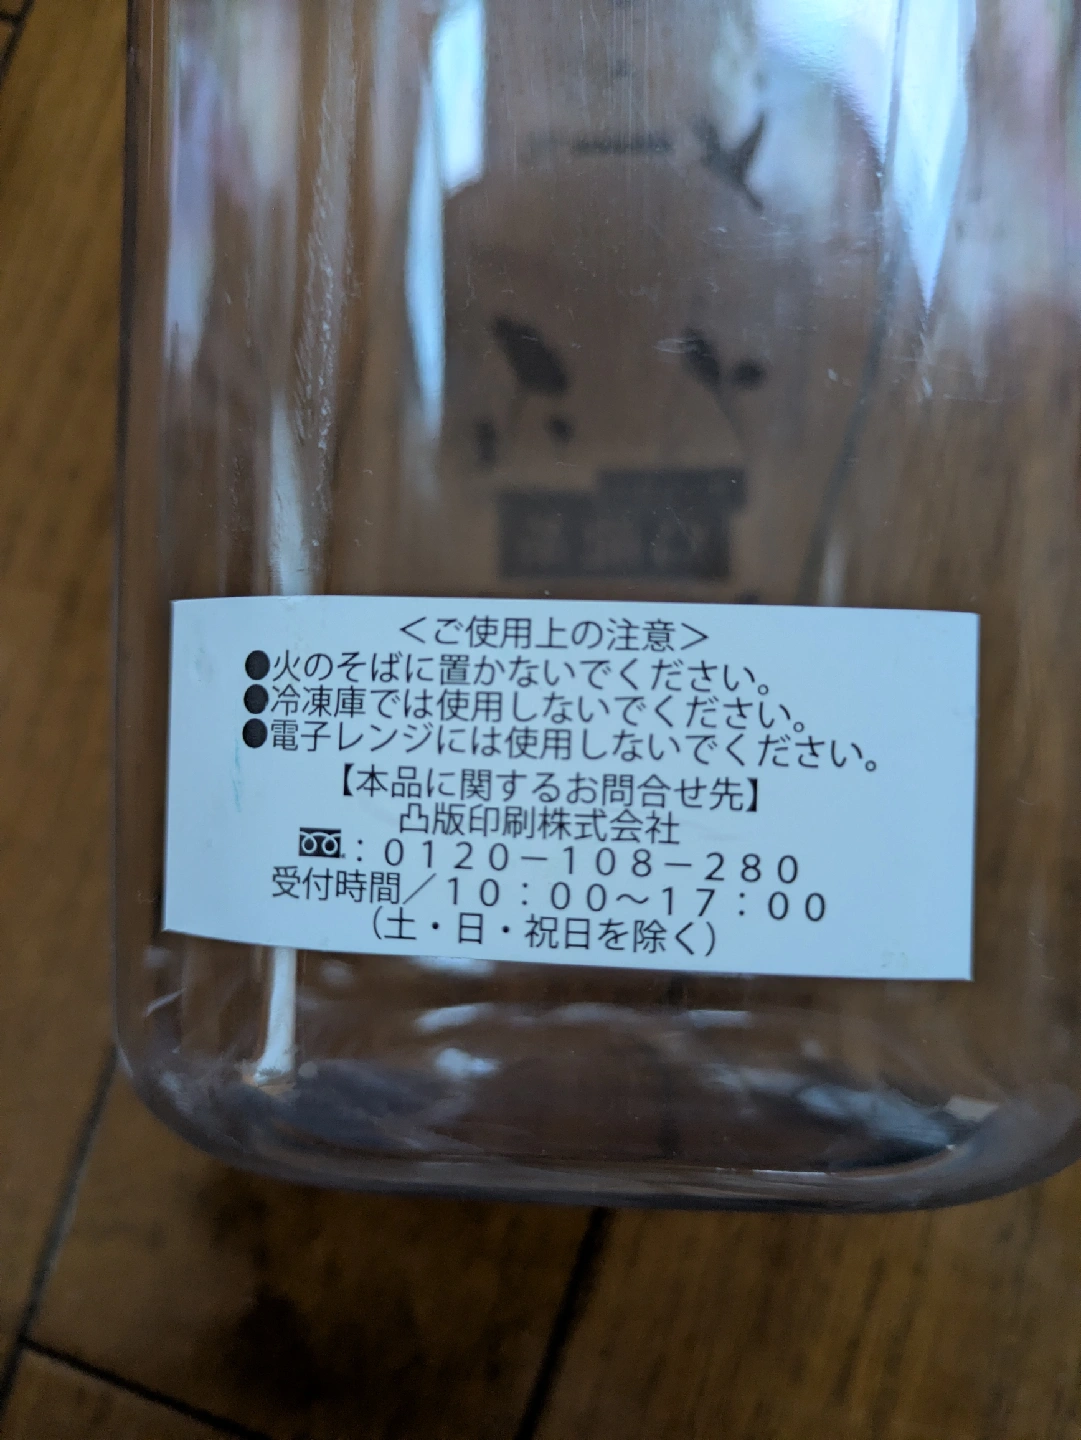 ＜ご使用上の注意＞
●火のそばに置かないでください。
●冷凍庫では使用しないでください。
●電子レンジには使用しないでください。
【本品に関するお問合せ先】
凸版印刷株式会社
：０１２０－１０８－２８０
受付時間／１０：００～１７：００
（土・日・祝日を除く）